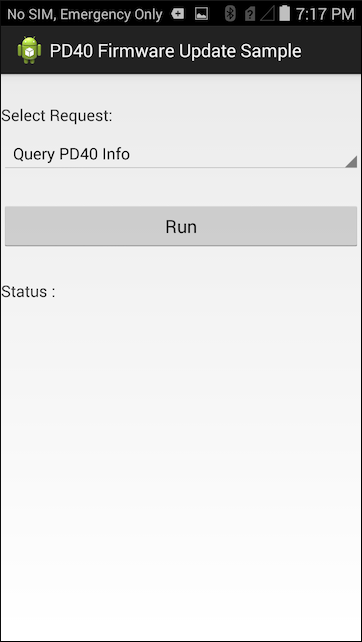 No SIM, Emergency Only 7:17 PM
PD40 Firmware Update Sample
Select Request:
Query PD40 Info
Run
Status :